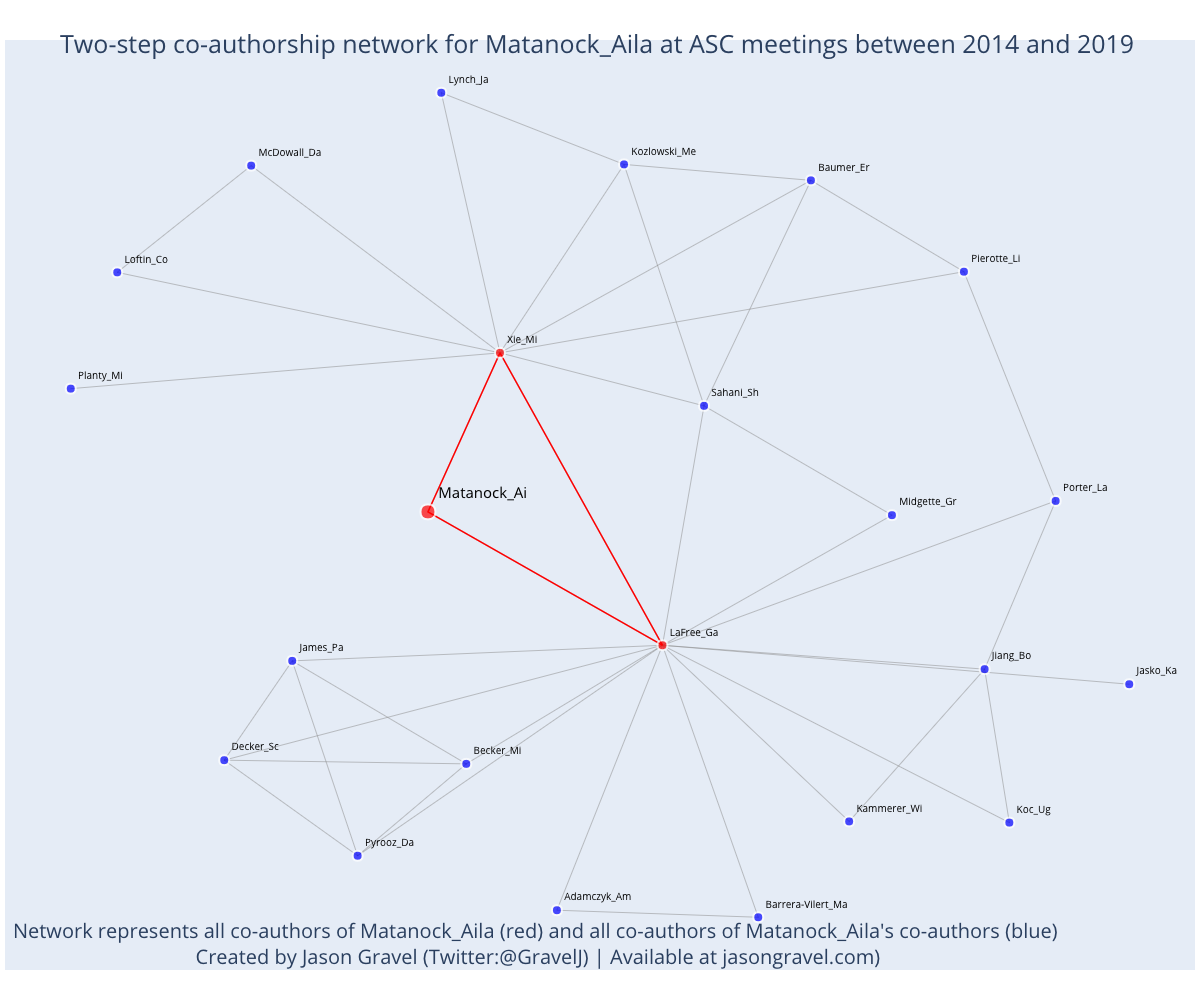 Two-step co-authorship network for Matanock_Aila at ASC meetings between 2014 and 2019
Lynch_Ja
Kozlowski_Me
McDowall_Da
Baumer_Er
Loftin_Co
Pierotte_Li
Xie_Mi
Planty_Mi
Sahani_Sh
Matanock_Ai
Porter_La
Midgette_Gr
LaFree_Ga
James_Pa
Jiang_Bo
Jasko_Ka
Decker_Sc
Becker_Mi
Kammerer_Wi
Koc_Ug
Pyrooz_Da
Adamczyk_Am
Barrera-Vilert_Ma
Network represents all co-authors of Matanock_Aila (red) and all co-authors of Matanock_Aila's co-authors (blue)
Created by Jason Gravel (Twitter:@GravelJ) | Available at jasongravel.com)